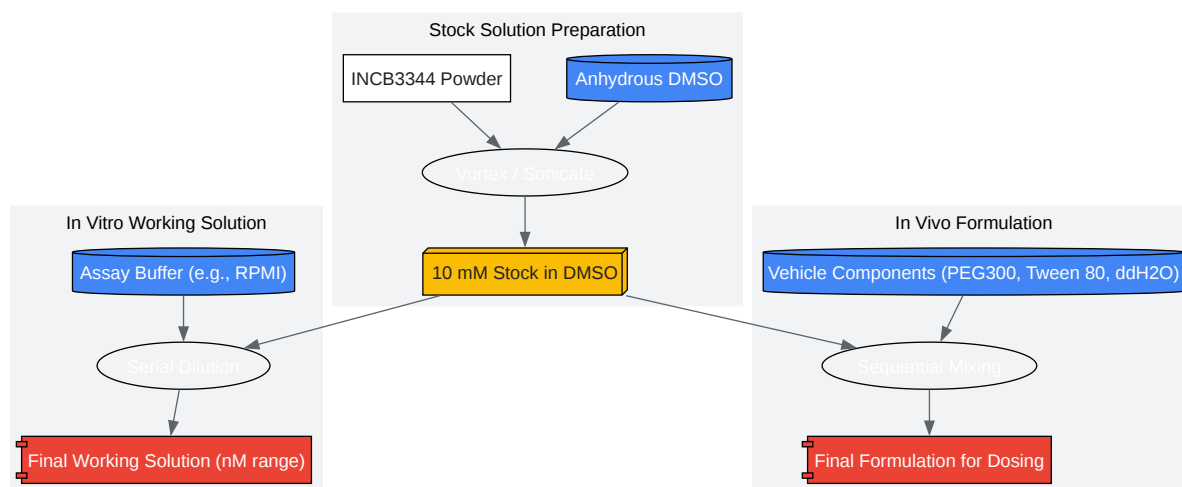 Stock Solution Preparation
INCB3344 Powder
Anhydrous DMSO
Vortex / Sonicate
10 mM Stock in DMSO
In Vitro Working Solution
Assay Buffer (e.g., RPMI)
Serial Dilution
Final Working Solution (nM range)
In Vivo Formulation
Vehicle Components (PEG300, Tween 80, ddH2O)
Sequential Mixing
Final Formulation for Dosing